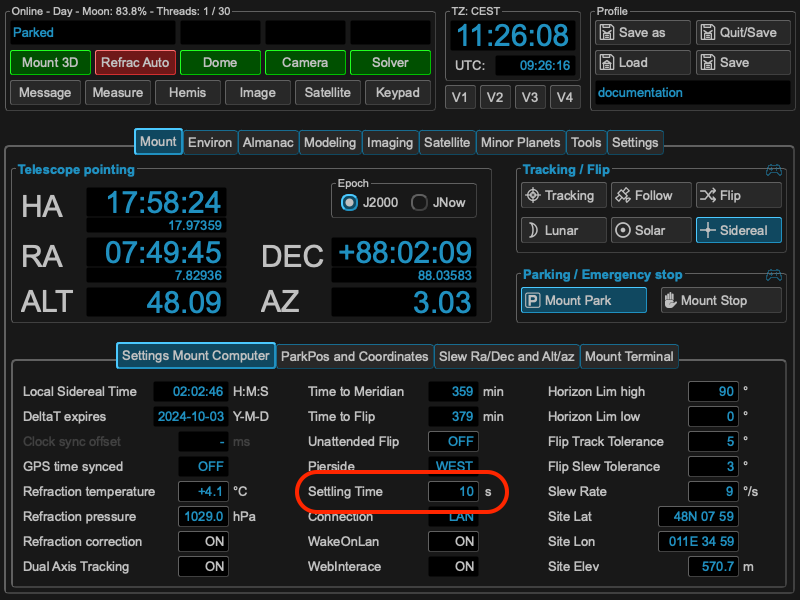 Online - Day - Moon: 83.8% - Threads: 1 / 30
Parked
Mount 3D Refrac Auto Dome Camera Solver
Message Measure Hemis Image Satellite Keypad
TZ: CEST
11:26:08
UTC: 09:26:16
V1 V2 V3 V4
Profile
Save as Quit/Save
Load Save
documentation
Mount Environ Almanac Modeling Imaging Satellite Minor Planets Tools Settings
Telescope pointing
HA 17:58:24
17.97359
Epoch
J2000 JNow
RA 07:49:45
7.82936
DEC +88:02:09
88.03583
ALT 48.09 AZ 3.03
Tracking / Flip
Tracking Follow Flip
Lunar Solar Sidereal
Parking / Emergency stop
P Mount Park Mount Stop
Settings Mount Computer ParkPos and Coordinates Slew Ra/Dec and Alt/az Mount Terminal
Local Sidereal Time 02:02:46 H:M:S
DeltaT expires 2024-10-03 Y-M-D
Clock sync offset - ms
GPS time synced OFF
Refraction temperature +4.1 °C
Refraction pressure 1029.0 hPa
Refraction correction ON
Dual Axis Tracking ON
Time to Meridian 359 min
Time to Flip 379 min
Unattended Flip OFF
Pierside WEST
Settling Time 10 s
Connection LAN
WakeOnLan ON
WebInterace ON
Horizon Lim high 90 °
Horizon Lim low 0 °
Flip Track Tolerance 5 °
Flip Slew Tolerance 3 °
Slew Rate 9 °/s
Site Lat 48N 07 59
Site Lon 011E 34 59
Site Elev 570.7 m